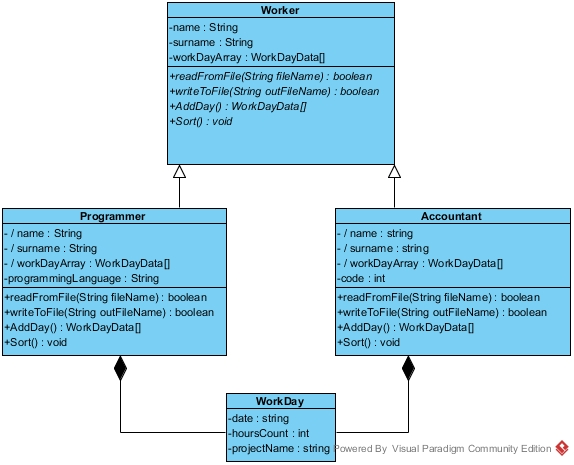 Worker
-name : String
-surname : String
-workDayArray : WorkDayData[]
+readFromFile(String fileName) : boolean
+writeToFile(String outFileName) : boolean
+AddDay() : WorkDayData[]
+Sort() : void
Programmer
- / name : String
- / surname : String
- / workDayArray : WorkDayData[]
-programmingLanguage : String
+readFromFile(String fileName) : boolean
+writeToFile(String outFileName) : boolean
+AddDay() : WorkDayData[]
+Sort() : void
Accountant
- / name : string
- / surname : string
- / workDayArray : WorkDayData[]
-code : int
+readFromFile(String fileName) : boolean
+writeToFile(String outFileName) : boolean
+AddDay() : WorkDayData[]
+Sort() : void
WorkDay
-date : string
-hoursCount : int
-projectName : string
Powered By Visual Paradigm Community Edition